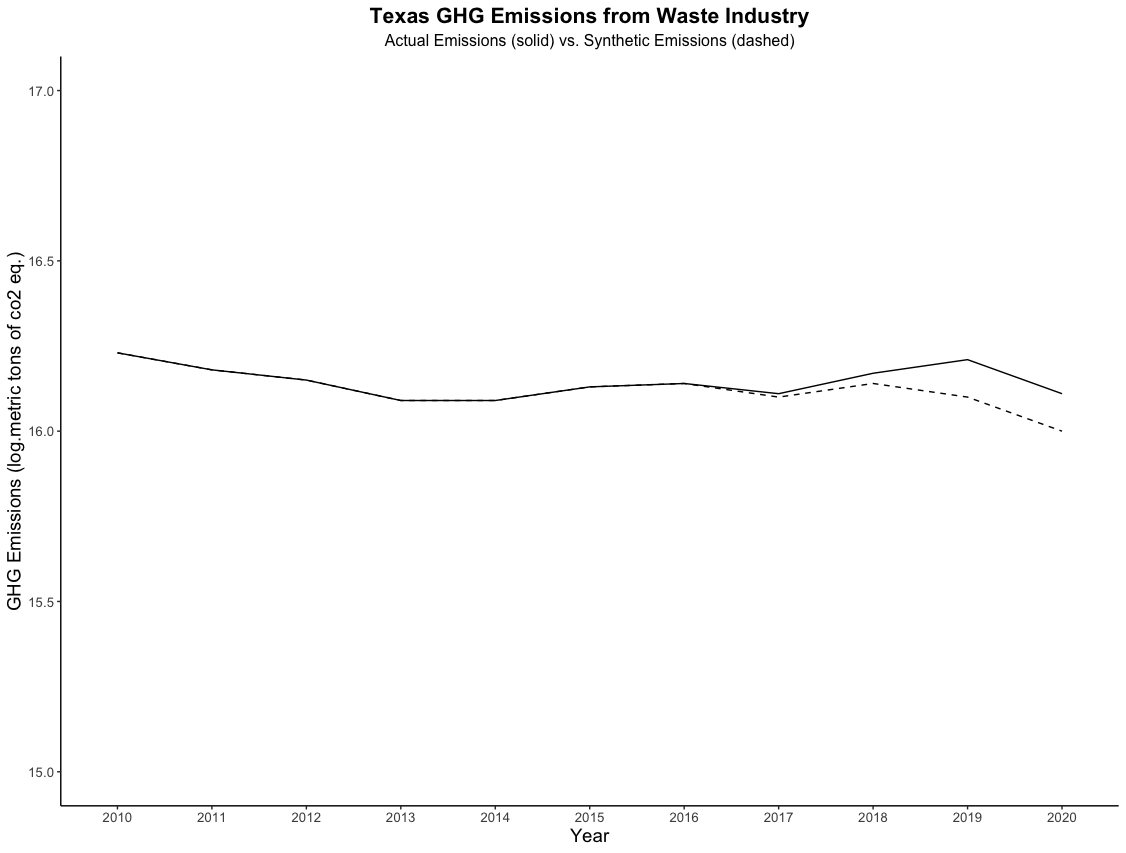 Texas GHG Emissions from Waste Industry
Actual Emissions (solid) vs. Synthetic Emissions (dashed)
GHG Emissions (log.metric tons of co2 eq.)
17.0
16.5
16.0
15.5
15.0
2010 2011 2012 2013 2014 2015 2016 2017 2018 2019 2020
Year